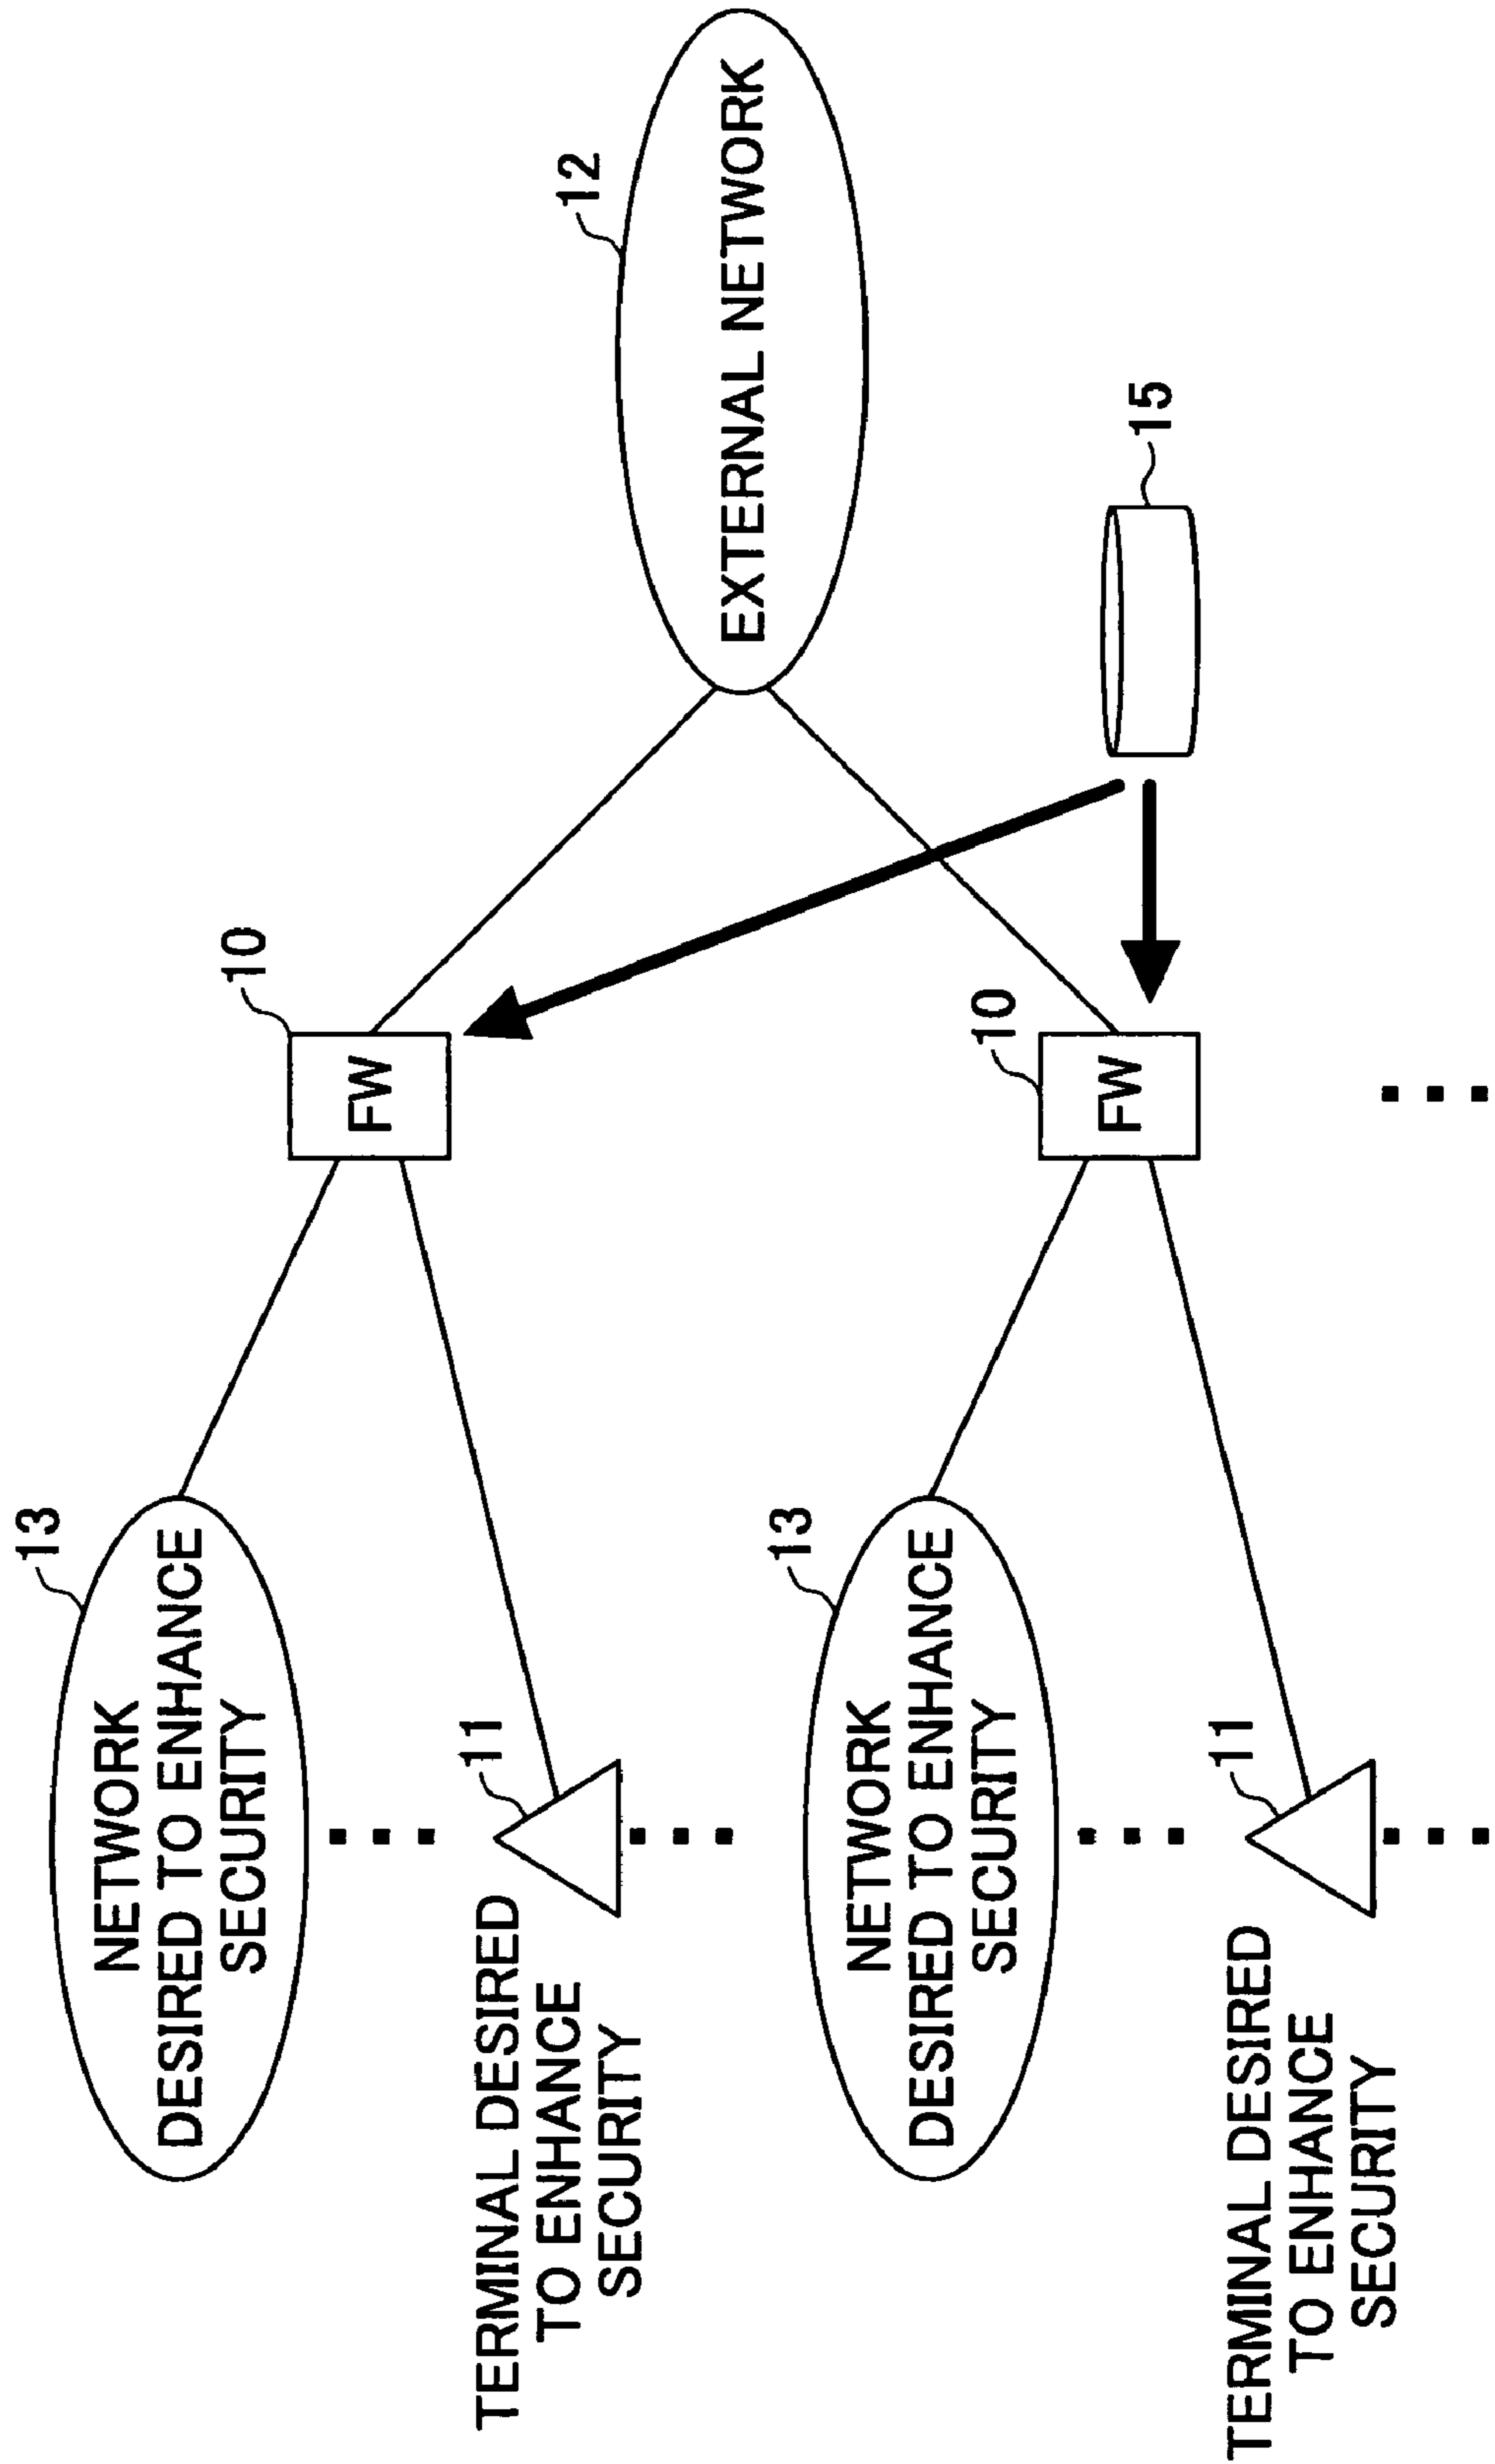 13
NETWORK
DESIRED TO ENHANCE
SECURITY
10
FW
11
TERMINAL DESIRED
TO ENHANCE
SECURITY
12
EXTERNAL NETWORK
13
NETWORK
DESIRED TO ENHANCE
SECURITY
10
FW
15
11
TERMINAL DESIRED
TO ENHANCE
SECURITY